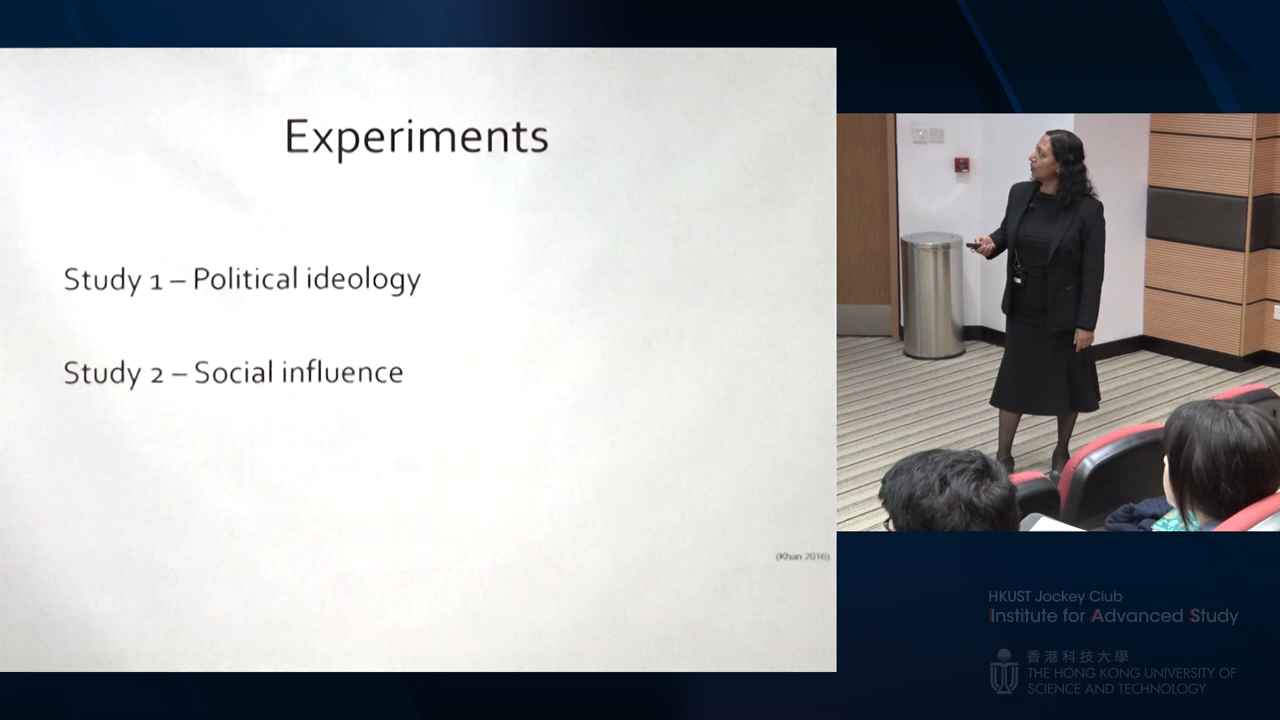 Experiments
Study 1 – Political ideology
Study 2 – Social influence
(Khan 2016)
HKUST Jockey Club
Institute for Advanced Study
香港科技大學
THE HONG KONG UNIVERSITY OF
SCIENCE AND TECHNOLOGY